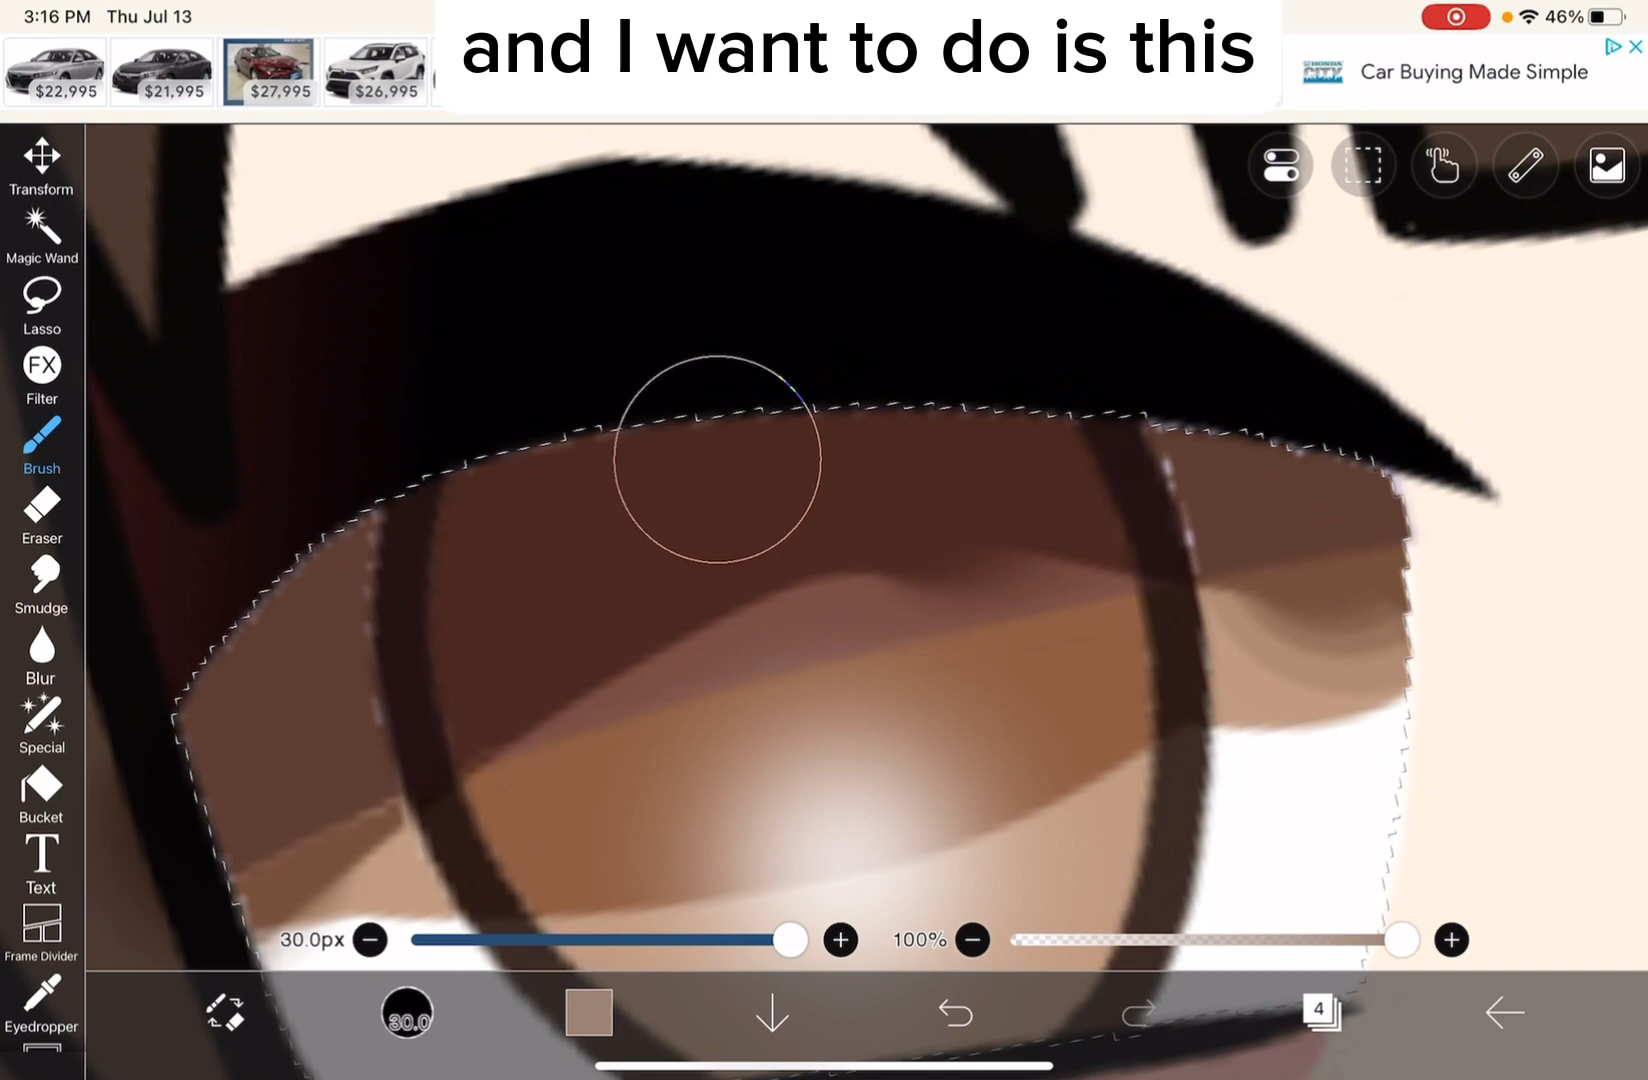 3:16 PM Thu Jul 13
46%
and I want to do is this
$22,995
$21,995
$27,995
$26,995
HONDA
CITY
Car Buying Made Simple
Transform
Magic Wand
Lasso
FX
Filter
Brush
Eraser
Smudge
Blur
Special
Bucket
T
Text
Frame Divider
Eyedropper
30.0px
100%
30.0
4